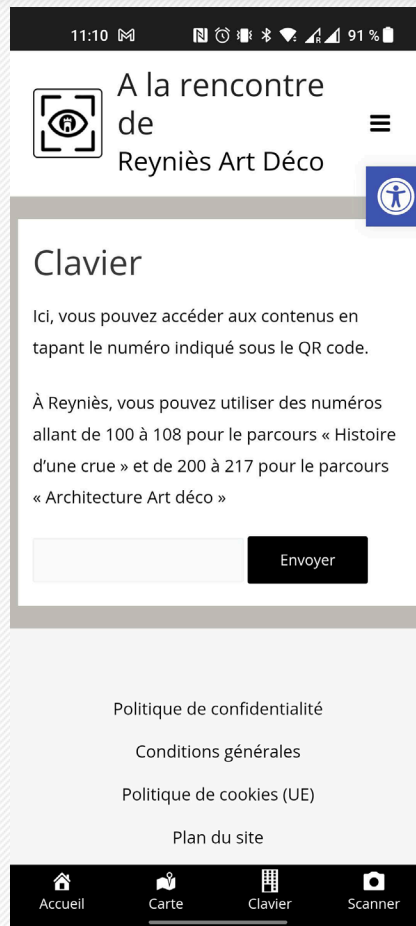 11:10 91 %
R
A la rencontre
de
Reyniès Art Déco
Clavier
Ici, vous pouvez accéder aux contenus en
tapant le numéro indiqué sous le QR code.
À Reyniès, vous pouvez utiliser des numéros
allant de 100 à 108 pour le parcours « Histoire
d’une crue » et de 200 à 217 pour le parcours
« Architecture Art déco »
Envoyer
Politique de confidentialité
Conditions générales
Politique de cookies (UE)
Plan du site
Accueil Carte Clavier Scanner